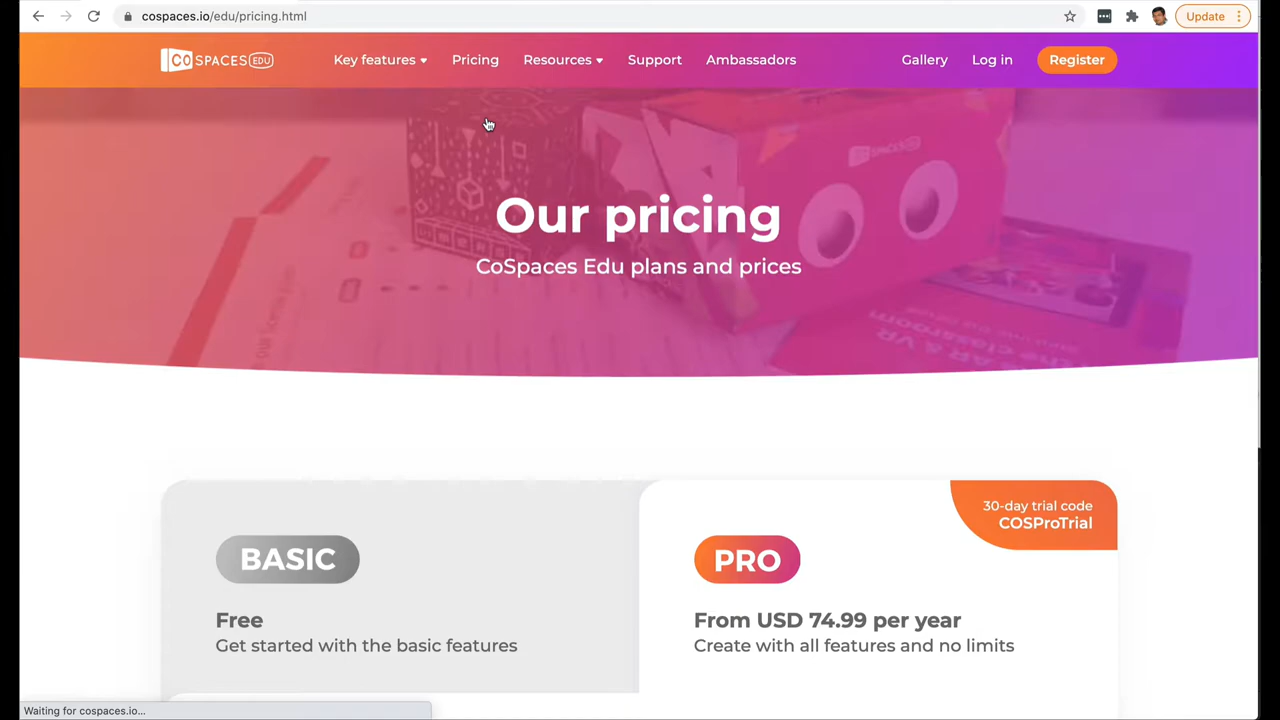 cospaces.io/edu/pricing.html
Update
COSPACES EDU
Key features
Pricing
Resources
Support
Ambassadors
Gallery
Log in
Register
Our pricing
CoSpaces Edu plans and prices
30-day trial code
COSProTrial
BASIC
PRO
Free
From USD 74.99 per year
Get started with the basic features
Create with all features and no limits
Waiting for cospaces.io...